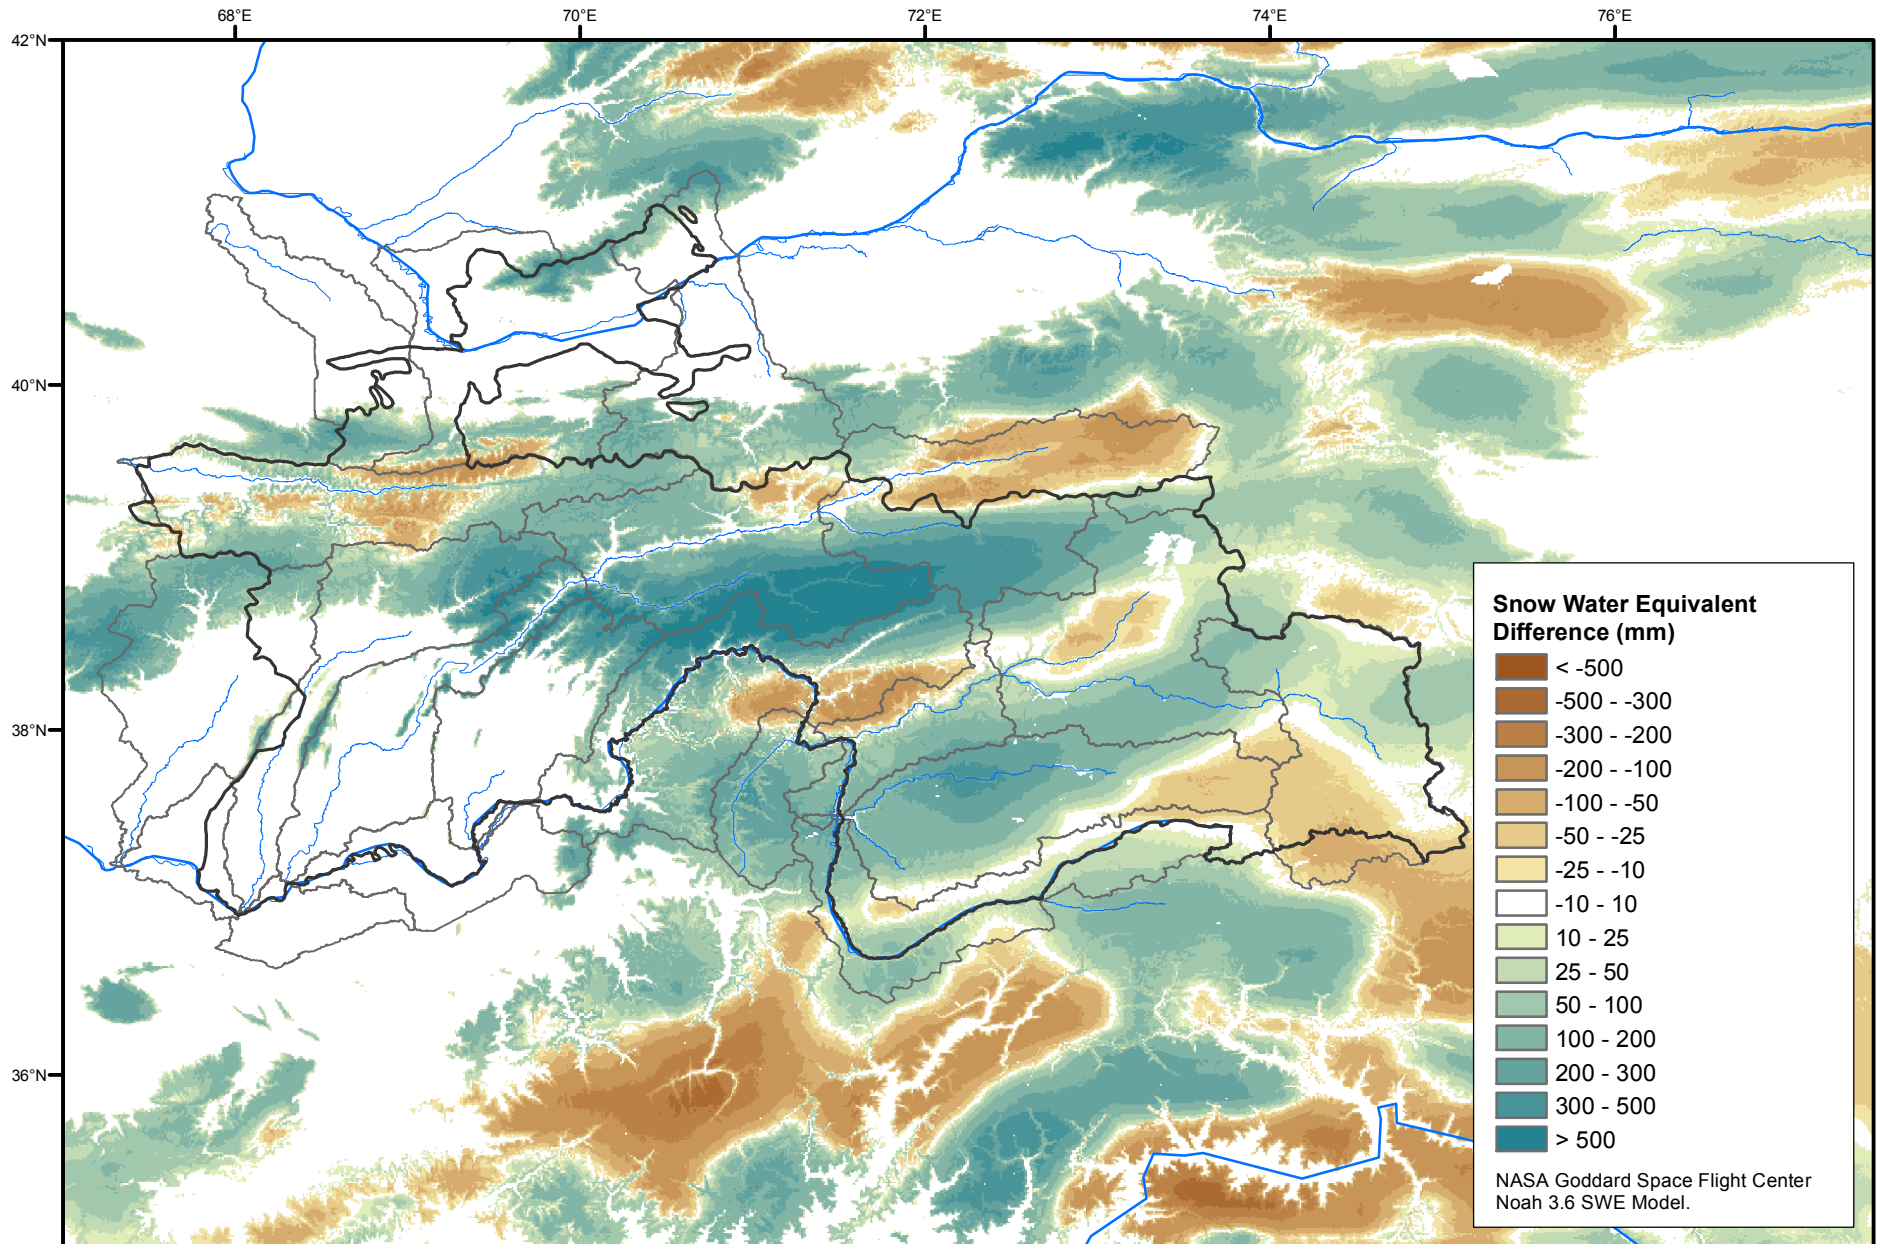 68°E
70°E
72°E
74°E
76°E
42°N
40°N
38°N
36°N
Snow Water Equivalent
Difference (mm)
< -500
-500 - -300
-300 - -200
-200 - -100
-100 - -50
-50 - -25
-25 - -10
-10 - 10
10 - 25
25 - 50
50 - 100
100 - 200
200 - 300
300 - 500
> 500
NASA Goddard Space Flight Center
Noah 3.6 SWE Model.